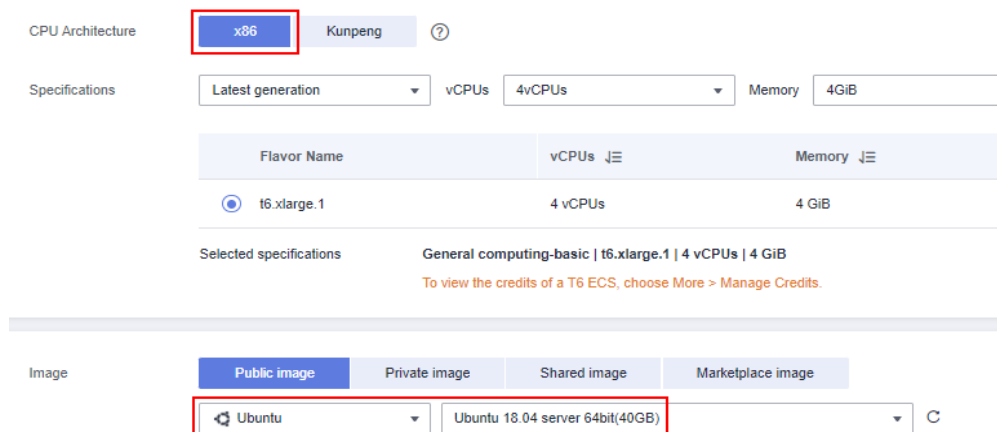 CPU Architecture x86 Kunpeng ?
Specifications Latest generation vCPUs 4vCPUs Memory 4GiB
Flavor Name vCPUs Memory
t6.xlarge.1 4 vCPUs 4 GiB
Selected specifications General computing-basic | t6.xlarge.1 | 4 vCPUs | 4 GiB
To view the credits of a T6 ECS, choose More > Manage Credits.
Image Public image Private image Shared image Marketplace image
Ubuntu Ubuntu 18.04 server 64bit(40GB)